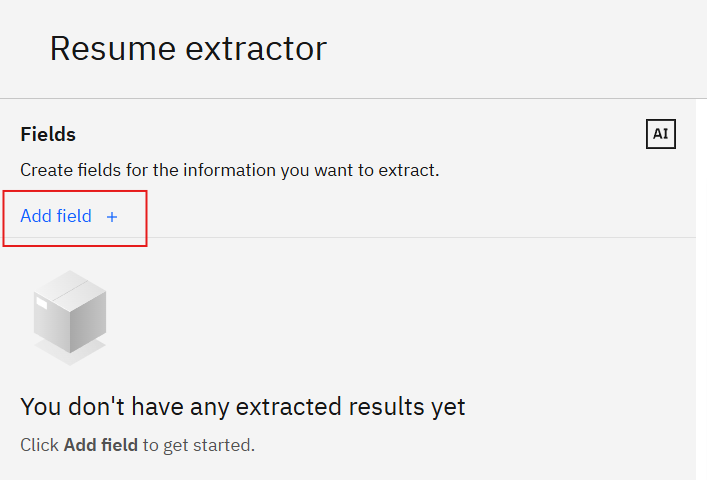 Resume extractor
Fields
AI
Create fields for the information you want to extract.
Add field +
You don't have any extracted results yet
Click Add field to get started.